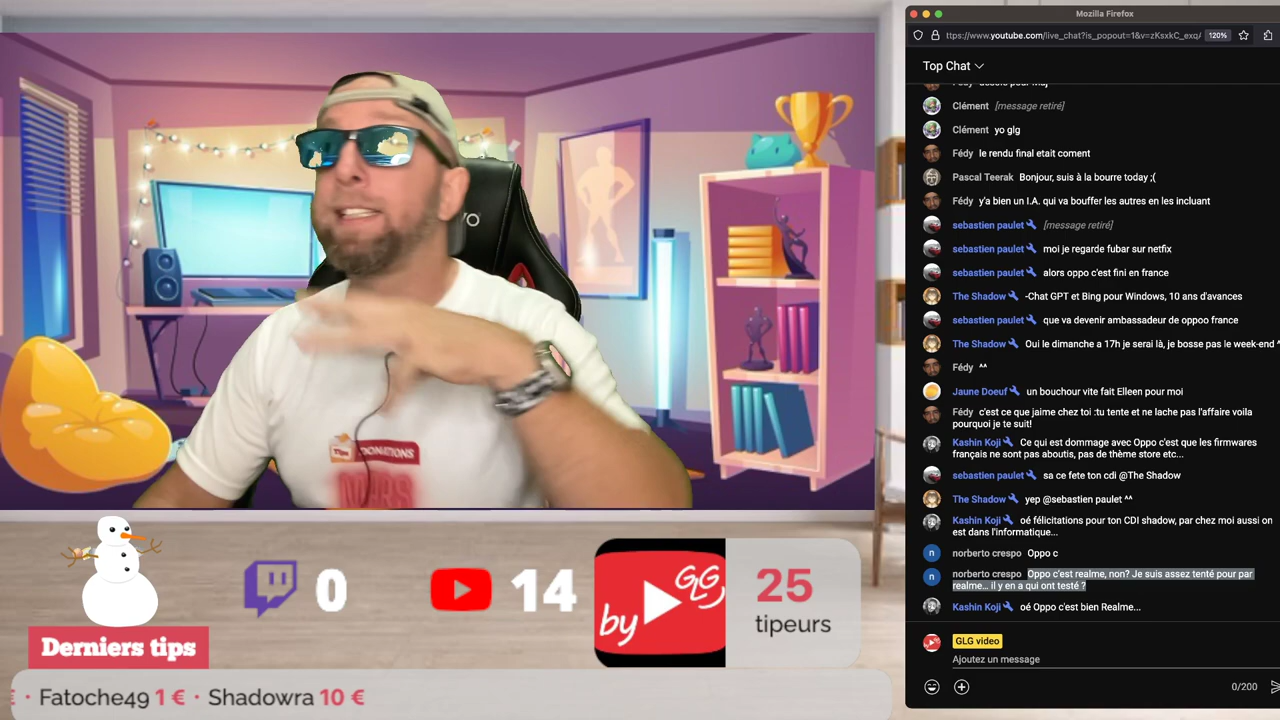 Mozilla Firefox
ttps://www.youtube.com/live_chat?is_popout=1&v=zKsxkC_exq/
120%
Top Chat
Clément [message retiré]
Clément yo glg
Fédy le rendu final etait coment
Pascal Teerak Bonjour, suis à la bourre today ;(
Fédy y'a bien un I.A. qui va bouffer les autres en les incluant
sebastien paulet [message retiré]
sebastien paulet moi je regarde fubar sur netfix
sebastien paulet alors oppo c'est fini en france
The Shadow -Chat GPT et Bing pour Windows, 10 ans d'avances
sebastien paulet que va devenir ambassadeur de oppoo france
The Shadow Oui le dimanche a 17h je serai là, je bosse pas le week-end ^
Fédy ^^
Jaune Doeuf un bouchour vite fait Elleen pour moi
Fédy c'est ce que jaime chez toi :tu tente et ne lache pas l'affaire voila
pourquoi je te suit!
Kashin Koji Ce qui est dommage avec Oppo c'est que les firmwares
français ne sont pas aboutis, pas de thème store etc...
sebastien paulet sa ce fete ton cdi @The Shadow
The Shadow yep @sebastien paulet ^^
Kashin Koji oé félicitations pour ton CDI shadow, par chez moi aussi on
est dans l'informatique...
norberto crespo Oppo c
norberto crespo Oppo c'est realme, non? Je suis assez tenté pour par
realme... il y en a qui ont testé ?
Kashin Koji oé Oppo c'est bien Realme...
GLG video
Ajoutez un message
0/200
DONATIONS
0
14
by GLG
25
tipeurs
Derniers tips
€ · Fatoche49 1 € · Shadowra 10 €